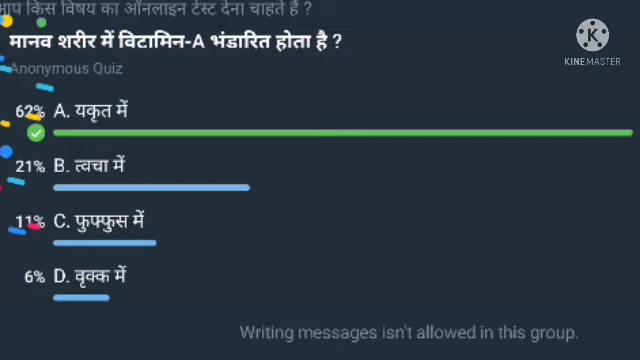 आप किस विषय का ऑनलाइन टेस्ट देना चाहते हैं ?
मानव शरीर में विटामिन-A भंडारित होता है ?
Anonymous Quiz
K
KINEMASTER
62% A. यकृत में
21% B. त्वचा में
11% C. फुफ्फुस में
6% D. वृक्क में
Writing messages isn't allowed in this group.